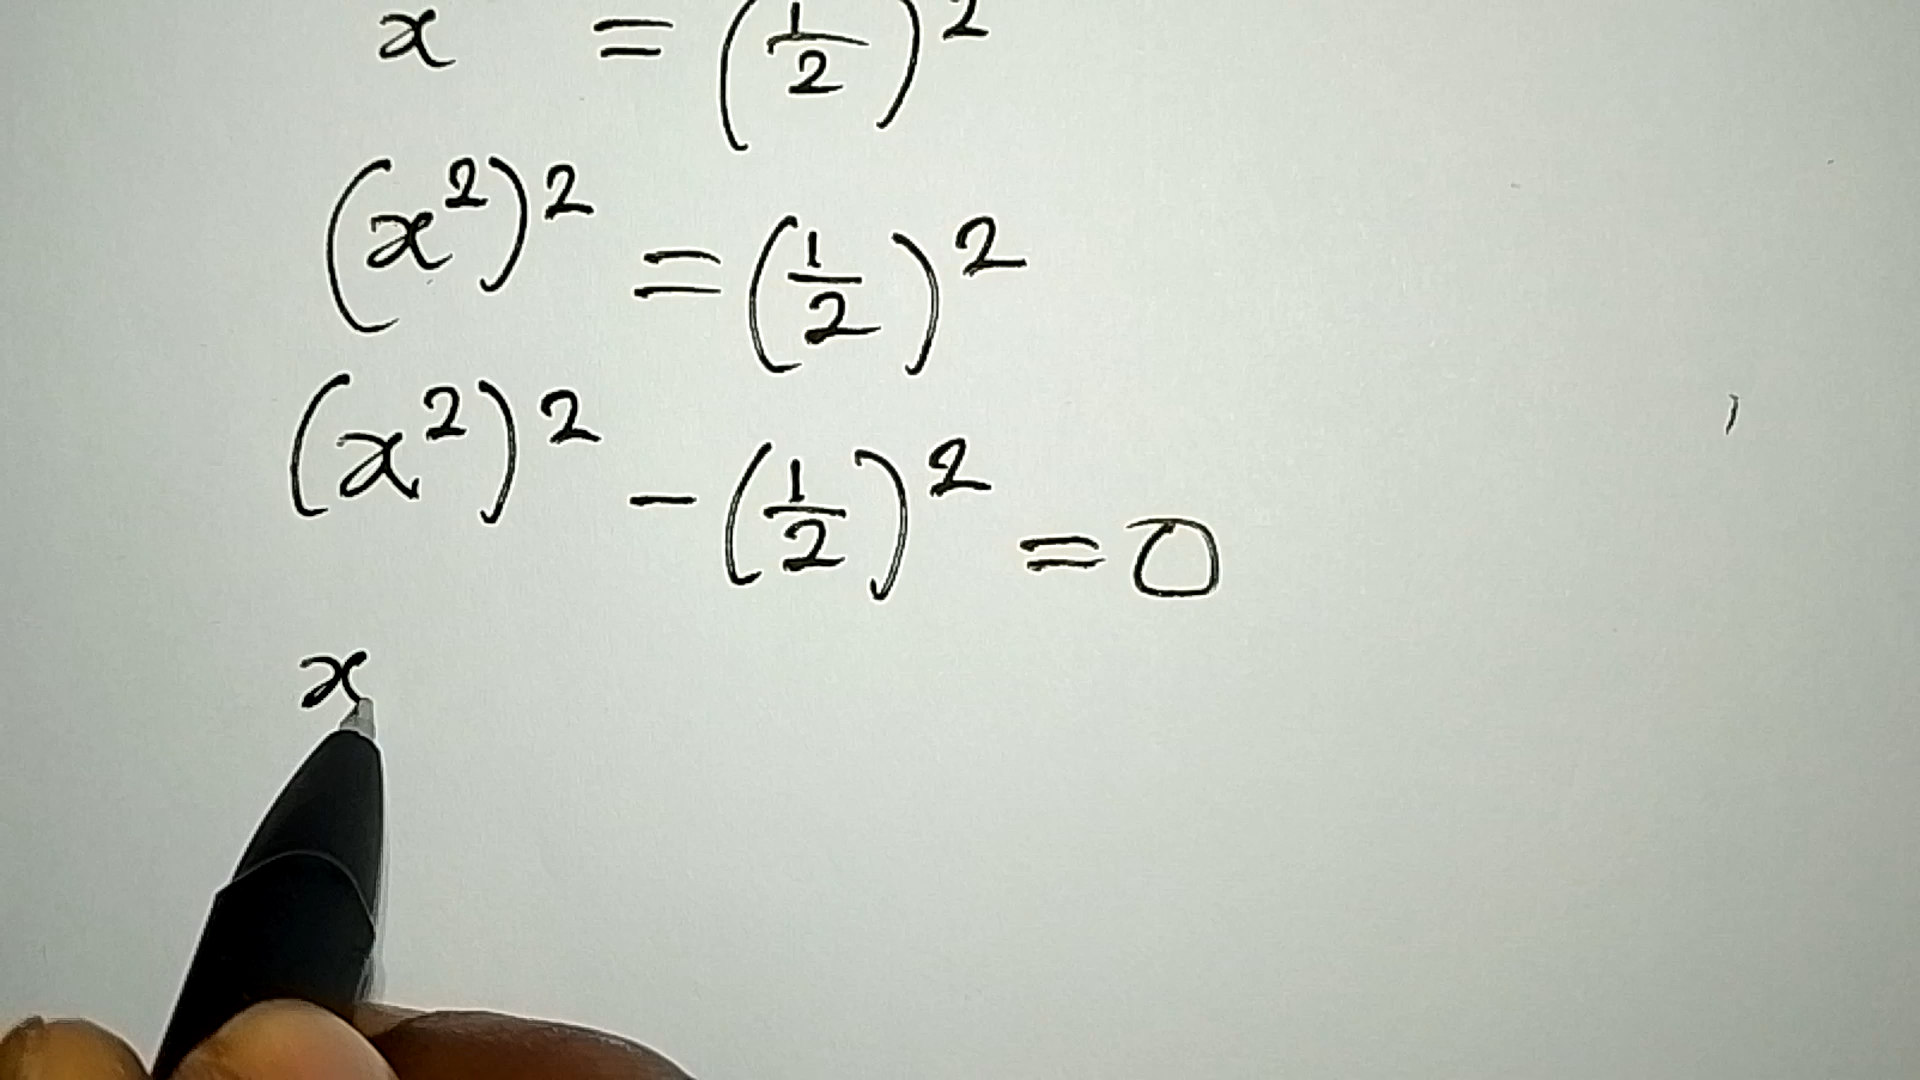 x = (1/2)²
(x²)² = (1/2)²
(x²)² - (1/2)² = 0
x